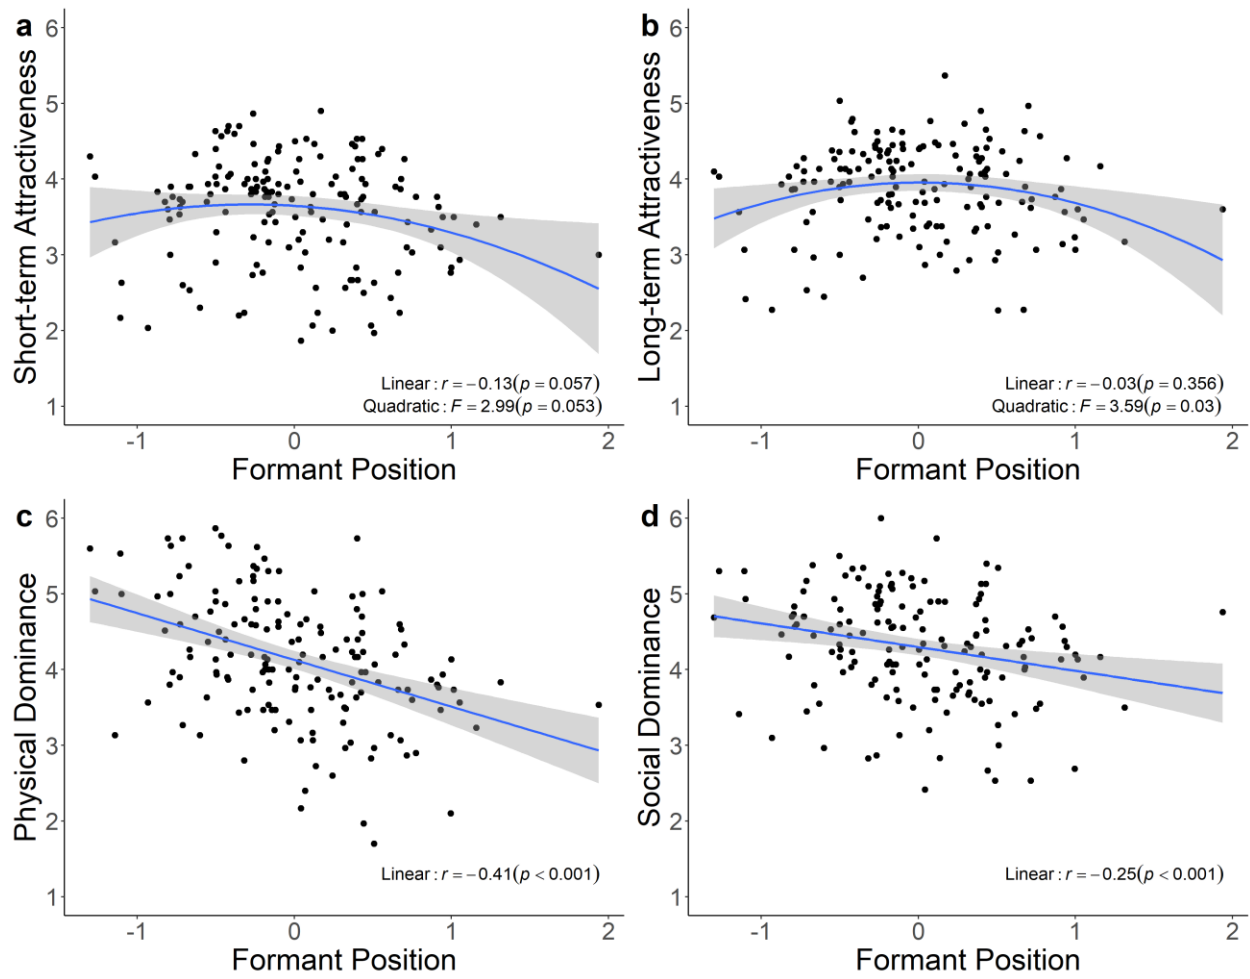 a
6
5
4
3
2
1
Short-term Attractiveness
Linear : r = −0.13(p = 0.057)
Quadratic : F = 2.99(p = 0.053)
-1 0 1 2
Formant Position
b
6
5
4
3
2
1
Long-term Attractiveness
Linear : r = −0.03(p = 0.356)
Quadratic : F = 3.59(p = 0.03)
-1 0 1 2
Formant Position
c
6
5
4
3
2
1
Physical Dominance
Linear : r = −0.41(p < 0.001)
-1 0 1 2
Formant Position
d
6
5
4
3
2
1
Social Dominance
Linear : r = −0.25(p < 0.001)
-1 0 1 2
Formant Position